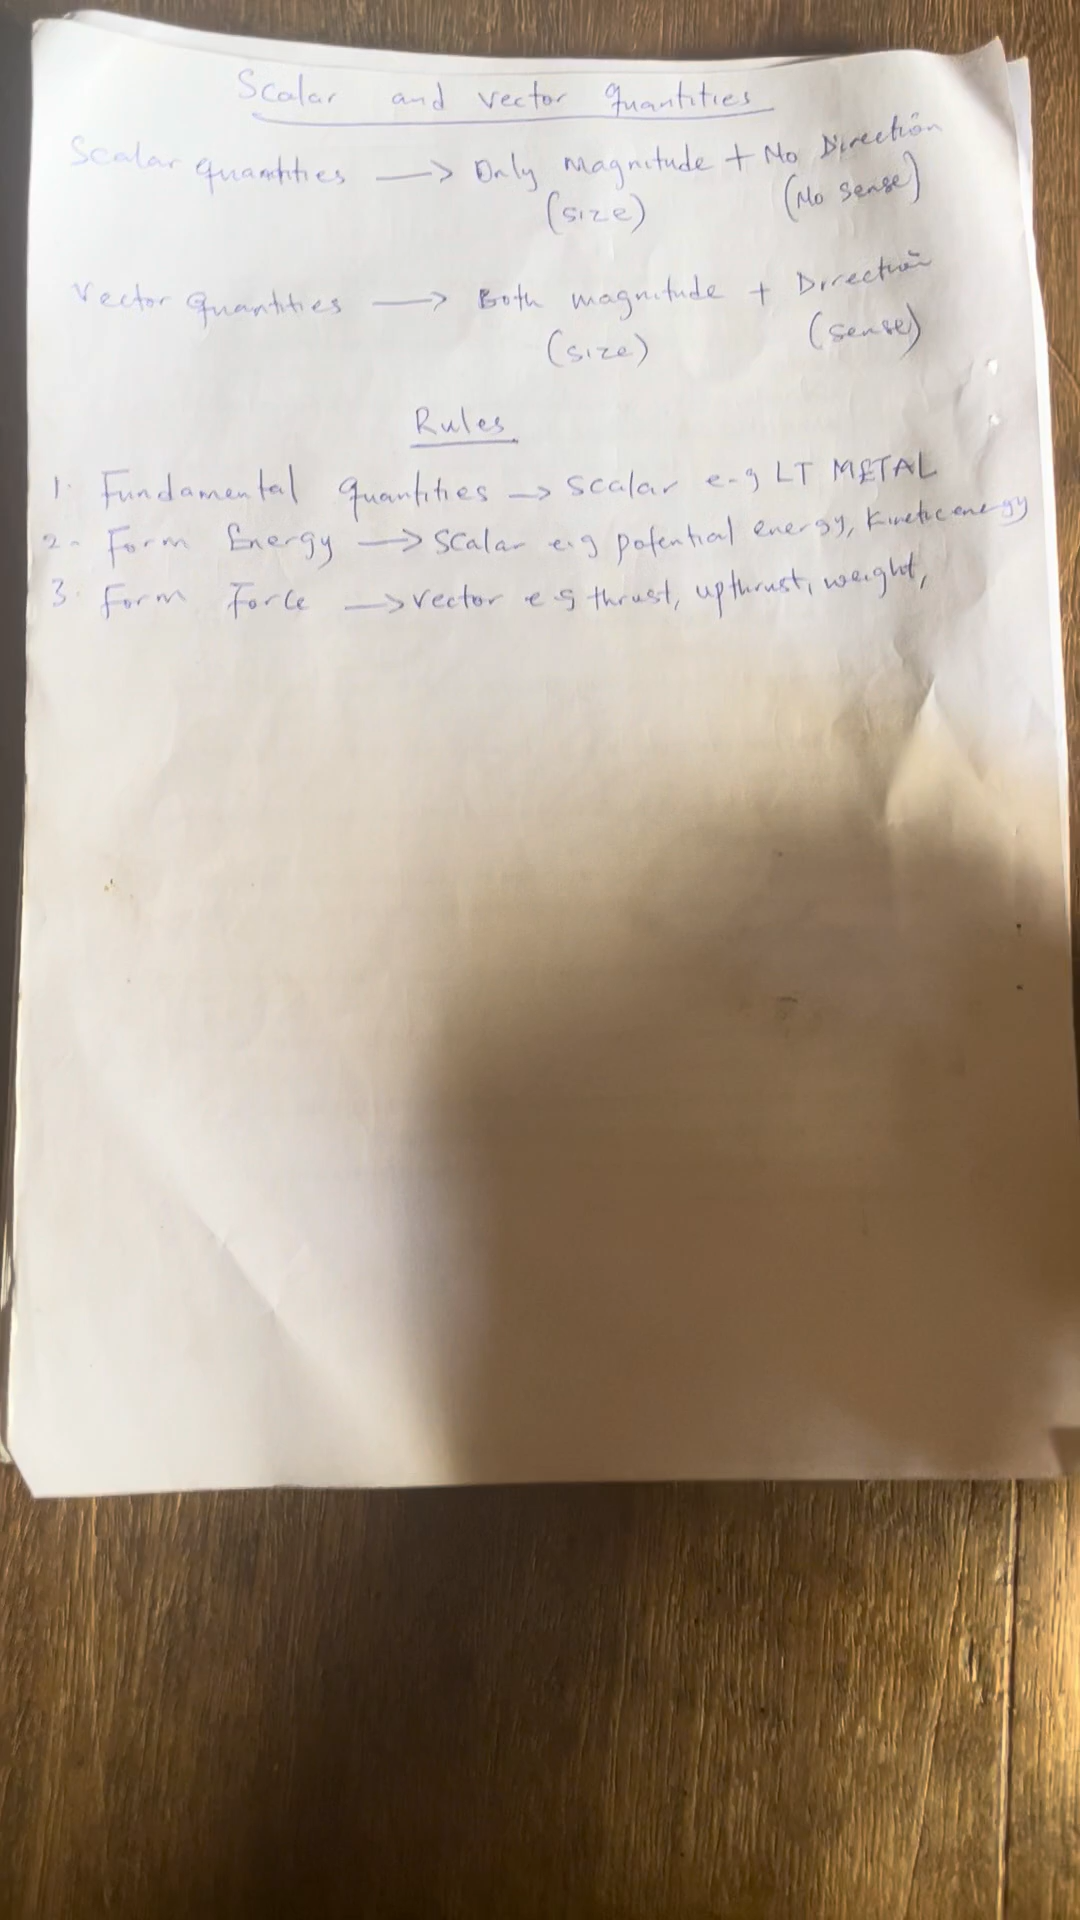 Scalar and vector Quantities
Scalar quantities → Only magnitude + No Direction
(size) (No sense)
Vector Quantities → Both magnitude + Direction
(size) (sense)
Rules
1. Fundamental quantities → scalar e.g LT METAL
2. Form Energy → scalar e.g potential energy, kinetic energy
3. Form Force → vector e g thrust, upthrust, weight,